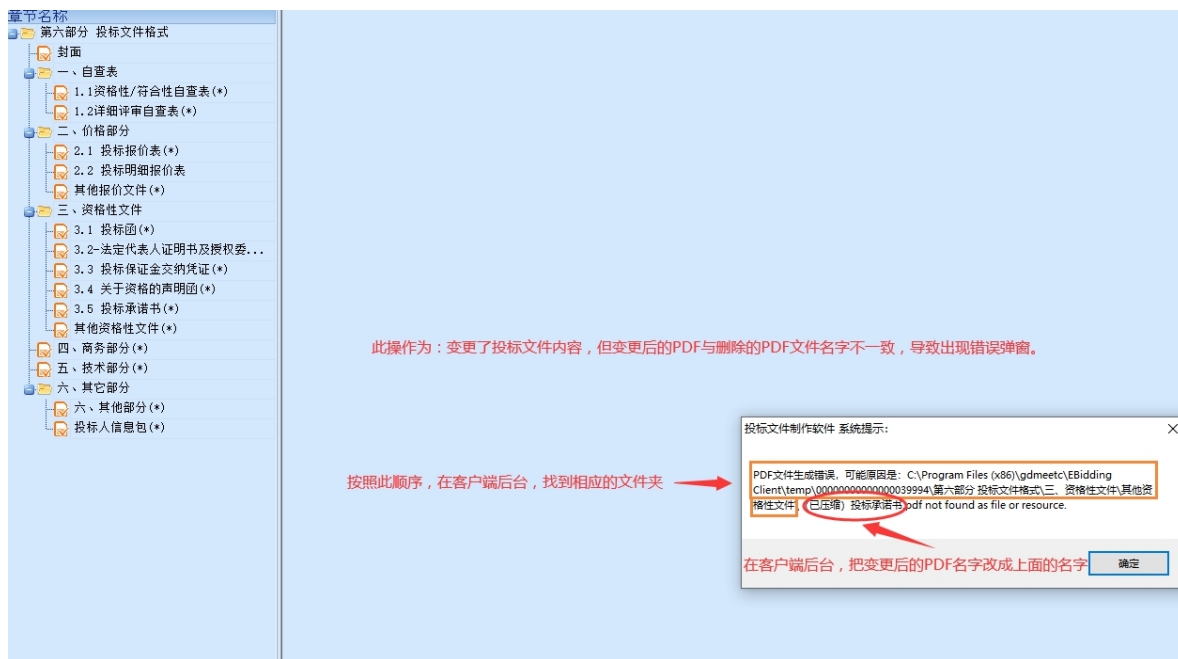 章节名称
第六部分 投标文件格式
封面
一、自查表
1.1资格性/符合性自查表(*)
1.2详细评审自查表(*)
二、价格部分
2.1 投标报价表(*)
2.2 投标明细报价表
其他报价文件(*)
三、资格性文件
3.1 投标函(*)
3.2-法定代表人证明书及授权委...
3.3 投标保证金交纳凭证(*)
3.4 关于资格的声明函(*)
3.5 投标承诺书(*)
其他资格性文件(*)
四、商务部分(*)
五、技术部分(*)
六、其它部分
六、其他部分(*)
投标人信息包(*)
此操作为：变更了投标文件内容，但变更后的PDF与删除的PDF文件名字不一致，导致出现错误弹窗。
按照此顺序，在客户端后台，找到相应的文件夹
投标文件制作软件 系统提示:
PDF文件生成错误，可能原因是：C:\Program Files (x86)\gdmeetc\EBidding
Client\temp\0000000000000039994\第六部分 投标文件格式\三、资格性文件\其他资
格性文件\（已压缩）投标承诺书.pdf not found as file or resource.
在客户端后台，把变更后的PDF名字改成上面的名字
确定